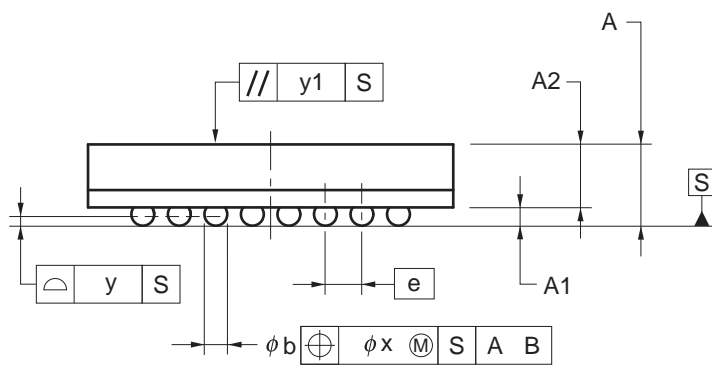 A
// y1 S
A2
S
⌓ y S
e
A1
φb ⌖ φx Ⓜ S A B